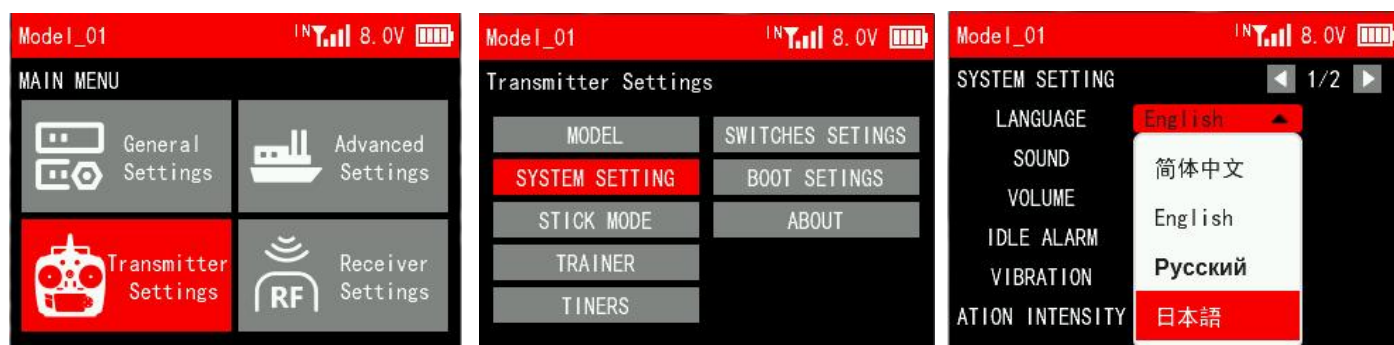 Model_01 IN 8.0V
MAIN MENU
General
Settings
Advanced
Settings
Transmitter
Settings
RF
Receiver
Settings
Model_01 IN 8.0V
Transmitter Settings
MODEL
SWITCHES SETINGS
SYSTEM SETTING
BOOT SETINGS
STICK MODE
ABOUT
TRAINER
TINERS
Model_01 IN 8.0V
SYSTEM SETTING 1/2
LANGUAGE English
SOUND
VOLUME
IDLE ALARM
VIBRATION
ATION INTENSITY
简体中文
English
Русский
日本語